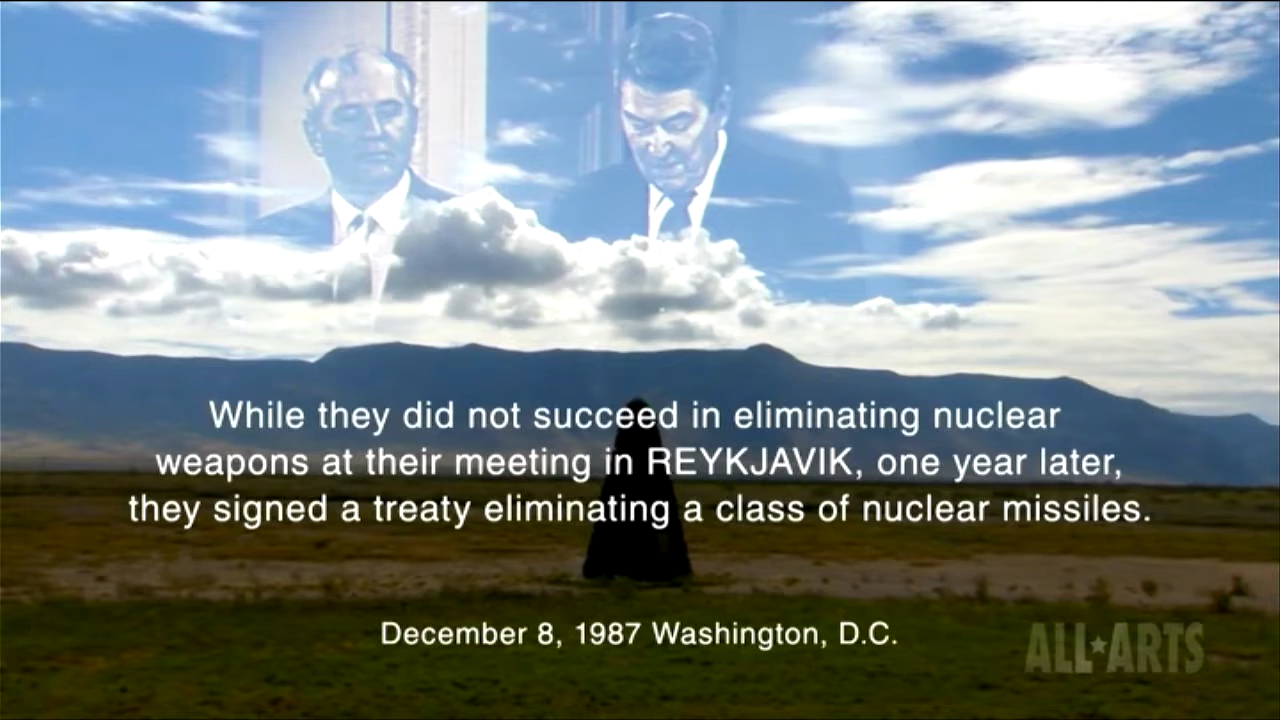 While they did not succeed in eliminating nuclear
weapons at their meeting in REYKJAVIK, one year later,
they signed a treaty eliminating a class of nuclear missiles.
December 8, 1987 Washington, D.C.
ALL★ARTS